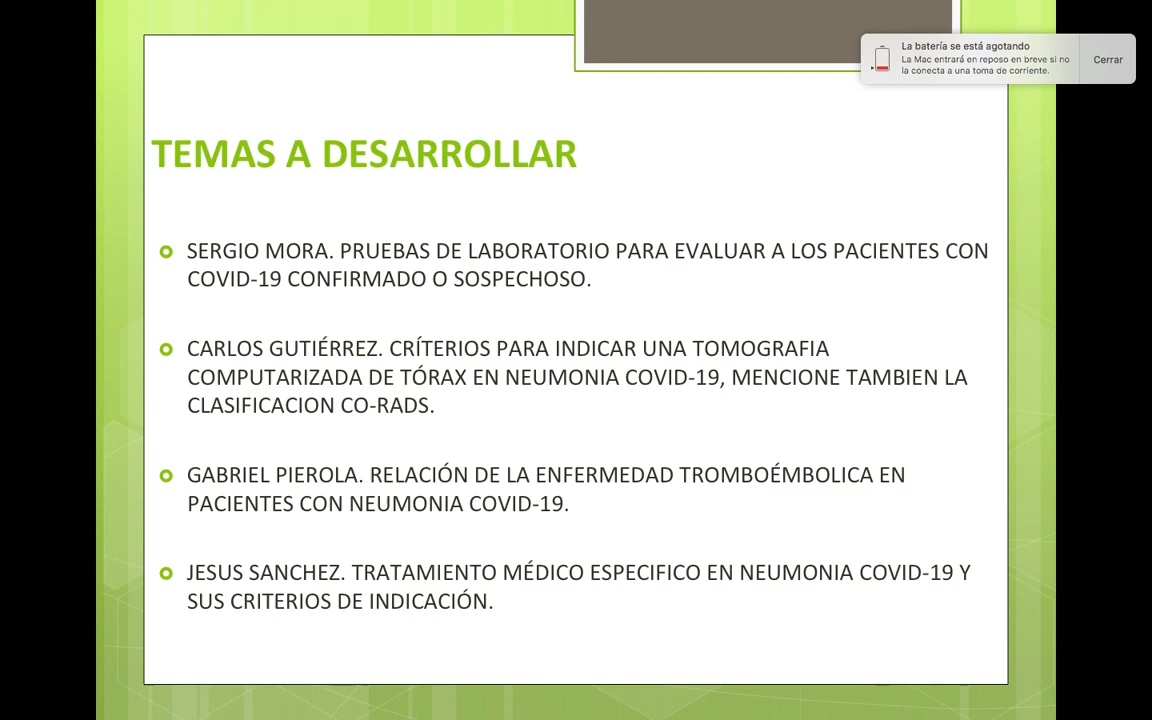 La batería se está agotando
La Mac entrará en reposo en breve si no
la conecta a una toma de corriente.
Cerrar
TEMAS A DESARROLLAR
SERGIO MORA. PRUEBAS DE LABORATORIO PARA EVALUAR A LOS PACIENTES CON
COVID-19 CONFIRMADO O SOSPECHOSO.
CARLOS GUTIÉRREZ. CRÍTERIOS PARA INDICAR UNA TOMOGRAFIA
COMPUTARIZADA DE TÓRAX EN NEUMONIA COVID-19, MENCIONE TAMBIEN LA
CLASIFICACION CO-RADS.
GABRIEL PIEROLA. RELACIÓN DE LA ENFERMEDAD TROMBOÉMBOLICA EN
PACIENTES CON NEUMONIA COVID-19.
JESUS SANCHEZ. TRATAMIENTO MÉDICO ESPECIFICO EN NEUMONIA COVID-19 Y
SUS CRITERIOS DE INDICACIÓN.